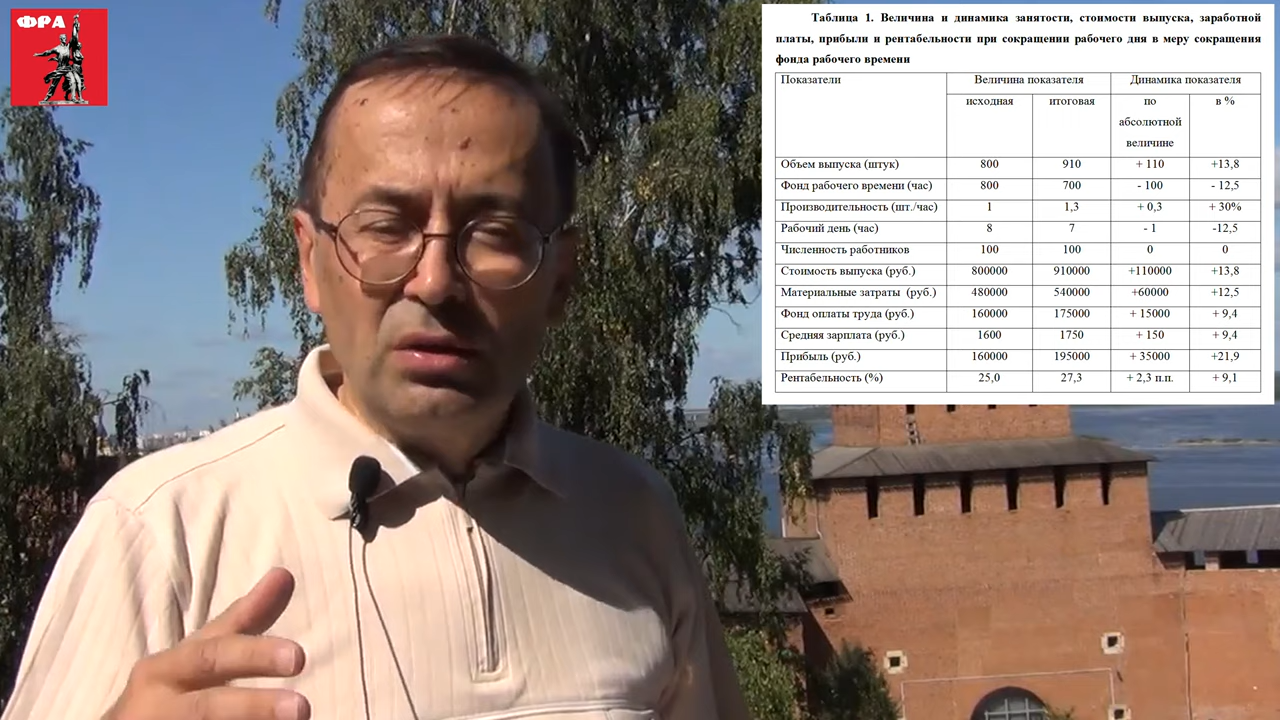 ФРА
Таблица 1. Величина и динамика занятости, стоимости выпуска, заработной
платы, прибыли и рентабельности при сокращении рабочего дня в меру сокращения
фонда рабочего времени
Показатели Величина показателя Динамика показателя
исходная итоговая по абсолютной величине в %
Объем выпуска (штук) 800 910 + 110 +13,8
Фонд рабочего времени (час) 800 700 - 100 - 12,5
Производительность (шт./час) 1 1,3 + 0,3 + 30%
Рабочий день (час) 8 7 - 1 -12,5
Численность работников 100 100 0 0
Стоимость выпуска (руб.) 800000 910000 +110000 +13,8
Материальные затраты (руб.) 480000 540000 +60000 +12,5
Фонд оплаты труда (руб.) 160000 175000 + 15000 + 9,4
Средняя зарплата (руб.) 1600 1750 + 150 + 9,4
Прибыль (руб.) 160000 195000 + 35000 +21,9
Рентабельность (%) 25,0 27,3 + 2,3 п.п. + 9,1